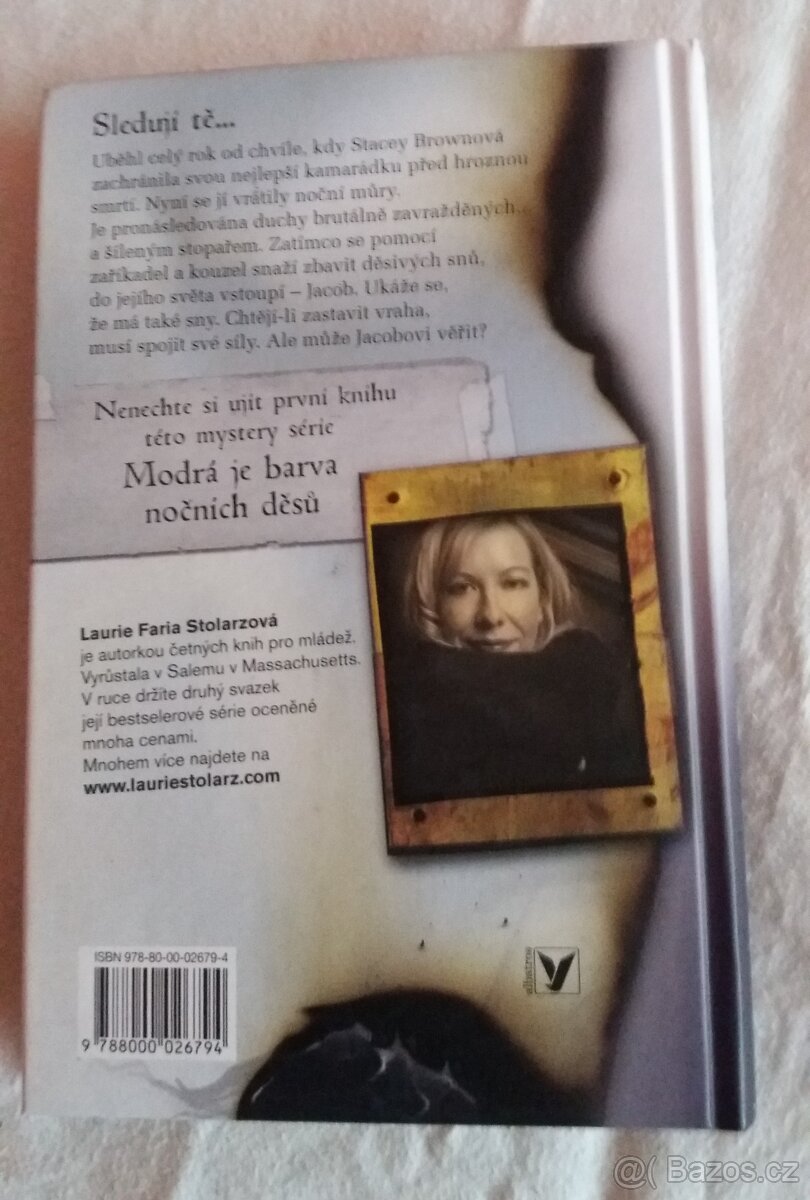 Sledují tě...
Uběhl celý rok od chvíle, kdy Stacey Brownová
zachránila svou nejlepší kamarádku před hroznou
smrtí. Nyní se jí vrátily noční můry.
Je pronásledována duchy brutálně zavražděných
a šíleným stopařem. Zatímco se pomocí
zaříkadel a kouzel snaží zbavit děsivých snů,
do jejího světa vstoupí – Jacob. Ukáže se,
že má také sny. Chtějí-li zastavit vraha,
musí spojit své síly. Ale může Jacobovi věřit?
Nenechte si ujít první knihu
této mystery série
Modrá je barva
nočních děsů
Laurie Faria Stolarzová
je autorkou četných knih pro mládež.
Vyrůstala v Salemu v Massachusetts.
V ruce držíte druhý svazek
její bestselerové série oceněné
mnoha cenami.
Mnohem více najdete na
www.lauriestolarz.com
ISBN 978-80-00-02679-4
9 788000 026794
albatros
@( Bazos.cz